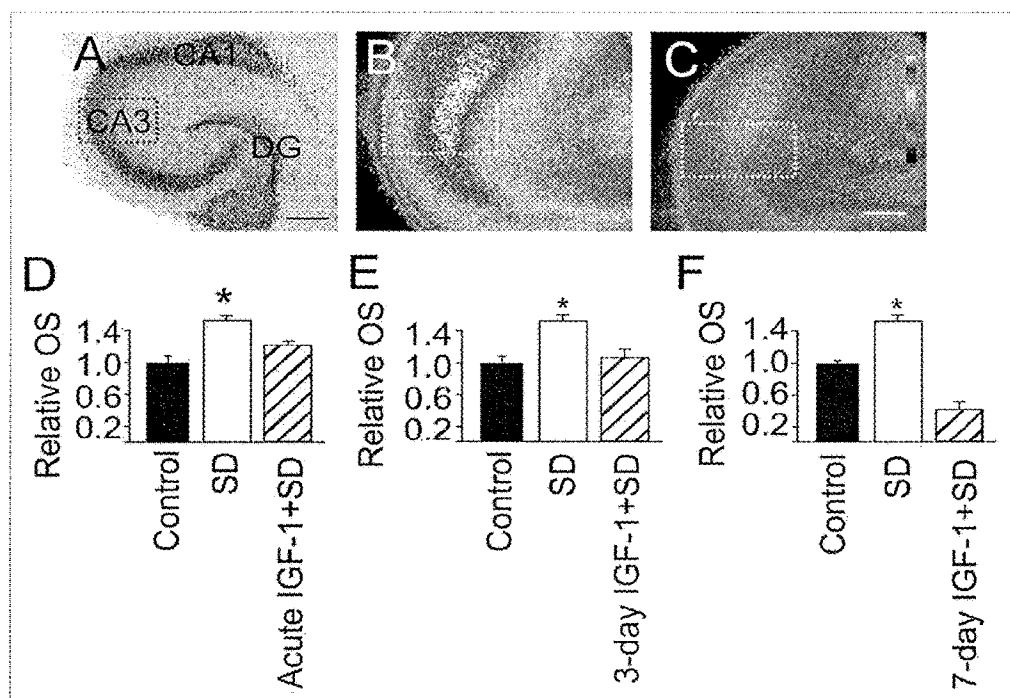 A
CA1
CA3
DG
B
C
D
Relative OS
1.4
1.0
0.6
0.2
*
Control
SD
Acute IGF-1+SD
E
Relative OS
1.4
1.0
0.6
0.2
*
Control
SD
3-day IGF-1+SD
F
Relative OS
1.4
1.0
0.6
0.2
*
Control
SD
7-day IGF-1+SD